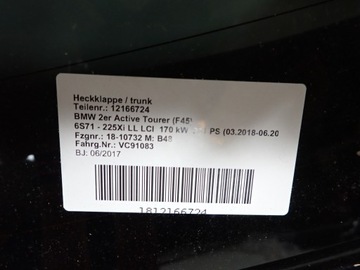 Heckklappe / trunk
Teilenr.: 12166724
BMW 2er Active Tourer (F45)
6S71 - 225Xi LL LCI 170 kW PS (03.2018-06.20
Fzgnr.: 18-10732 M: B48
Fahrg.Nr.: VC91083
BJ: 06/2017
1812166724